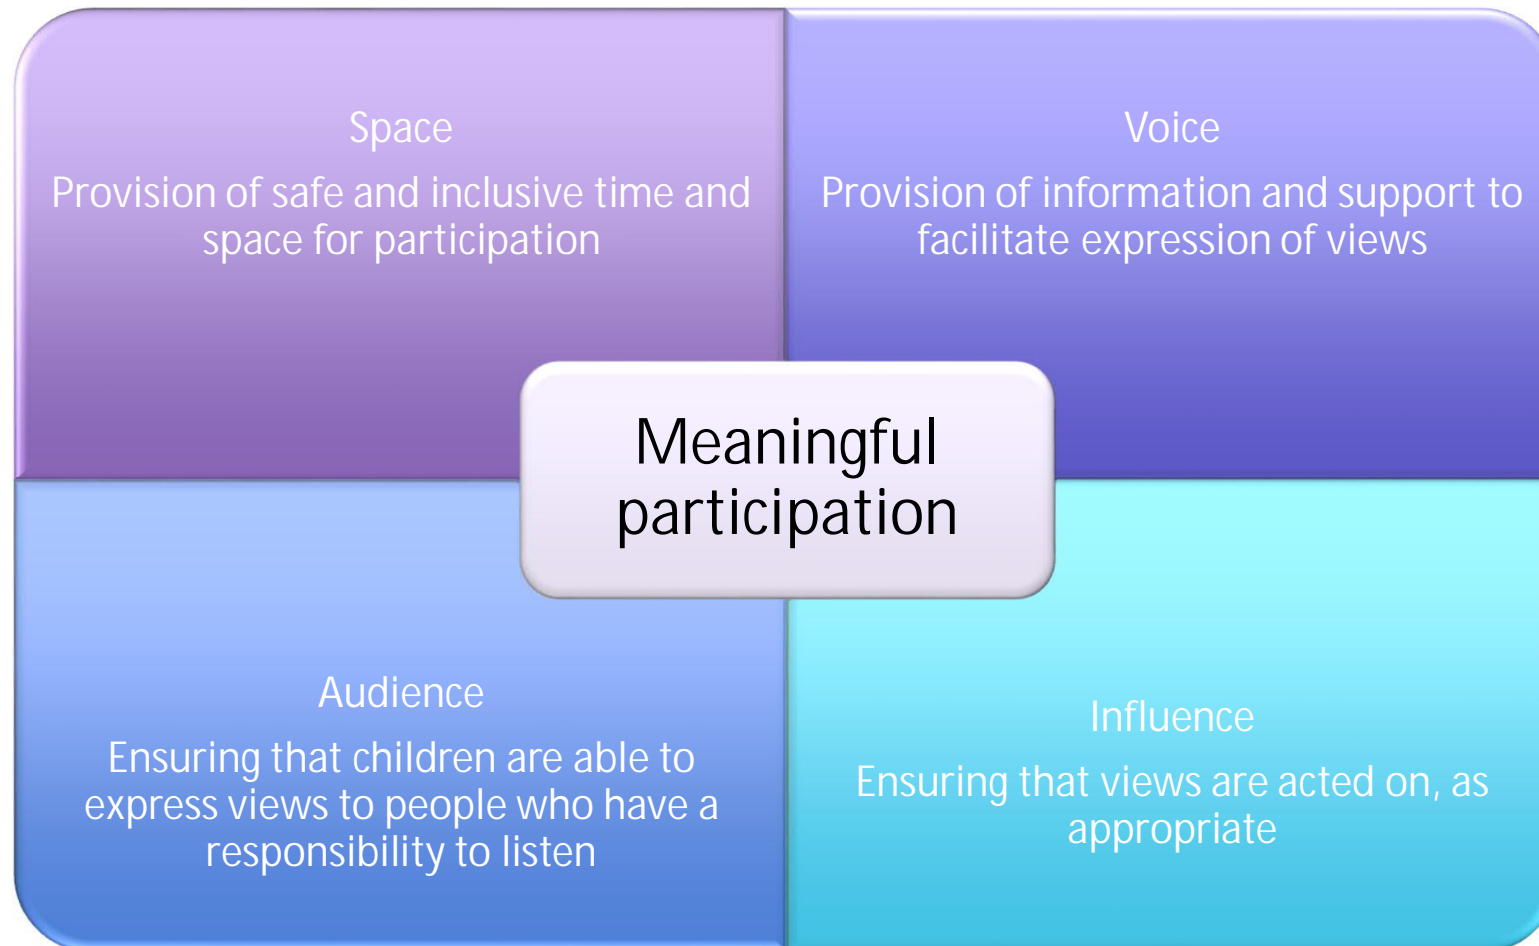 Space
Provision of safe and inclusive time and
space for participation
Voice
Provision of information and support to
facilitate expression of views
Meaningful
participation
Audience
Ensuring that children are able to
express views to people who have a
responsibility to listen
Influence
Ensuring that views are acted on, as
appropriate